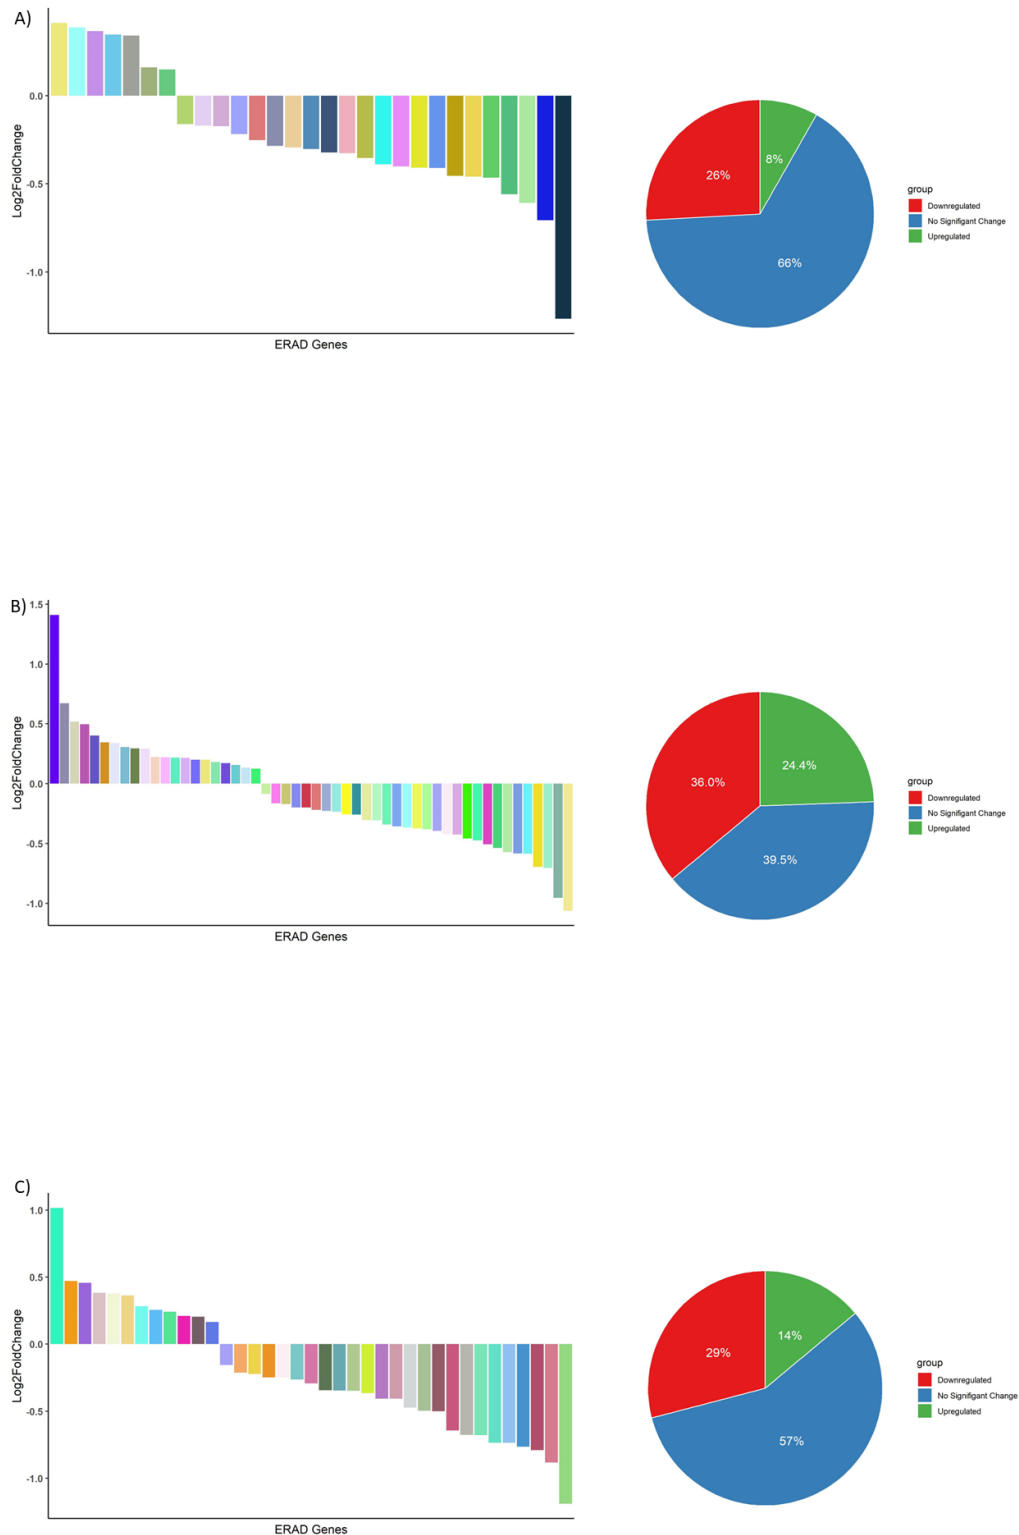 A)
0.0
-0.5
-1.0
Log2FoldChange
ERAD Genes
26%
8%
66%
group
Downregulated
No Signifigant Change
Upregulated
B)
1.5
1.0
0.5
0.0
-0.5
-1.0
Log2FoldChange
ERAD Genes
36.0%
24.4%
39.5%
group
Downregulated
No Signifigant Change
Upregulated
C)
1.0
0.5
0.0
-0.5
-1.0
Log2FoldChange
ERAD Genes
29%
14%
57%
group
Downregulated
No Signifigant Change
Upregulated